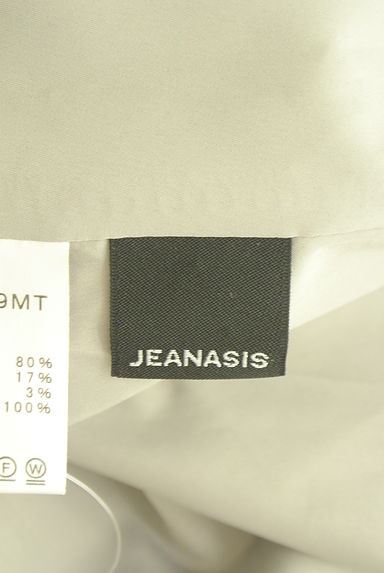 9MT
JEANASIS
80%
17%
3%
100%
F W